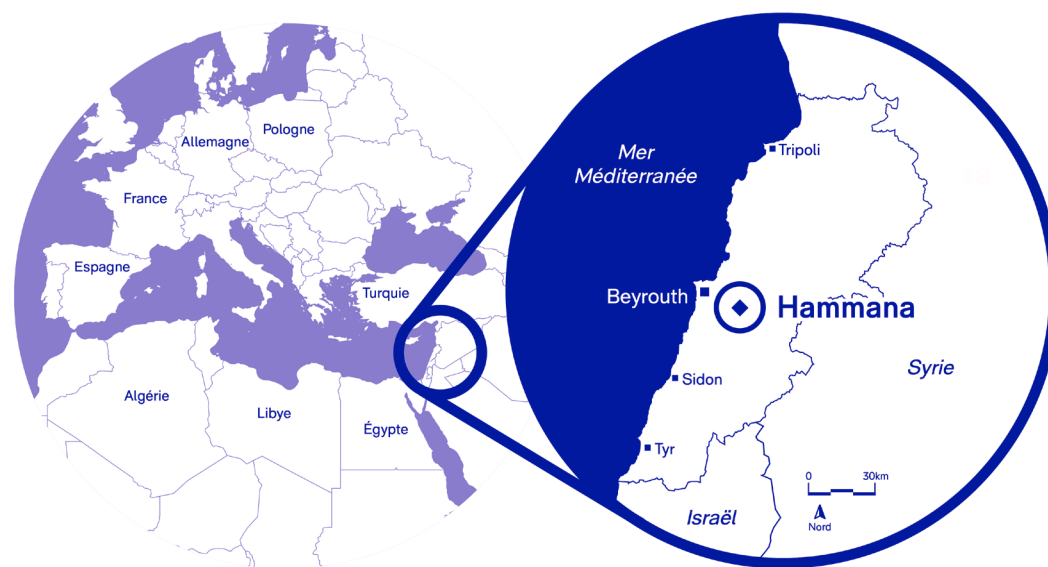 Pologne
Allemagne
France
Espagne
Turquie
Algérie
Libye
Égypte
Mer
Méditerranée
Tripoli
Beyrouth
Hammana
Syrie
Sidon
Tyr
0 30km
Israël
Nord